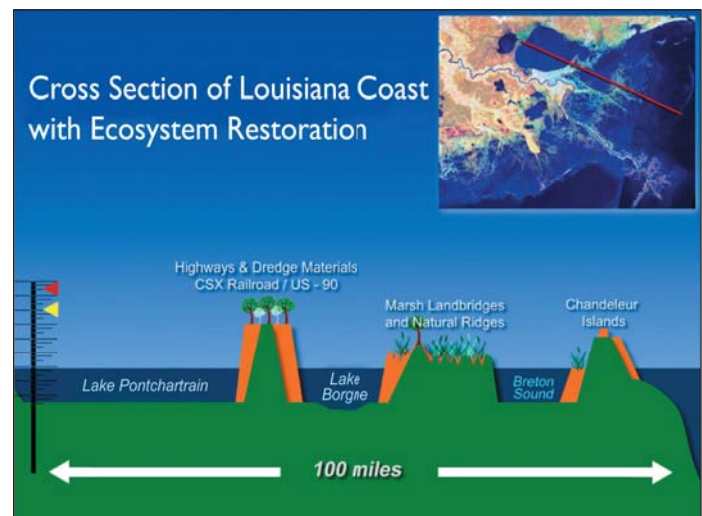 Cross Section of Louisiana Coast
with Ecosystem Restoration
Highways & Dredge Materials
CSX Railroad / US - 90
Marsh Landbridges
and Natural Ridges
Chandeleur
Islands
Lake Pontchartrain
Lake
Borgne
Breton
Sound
100 miles